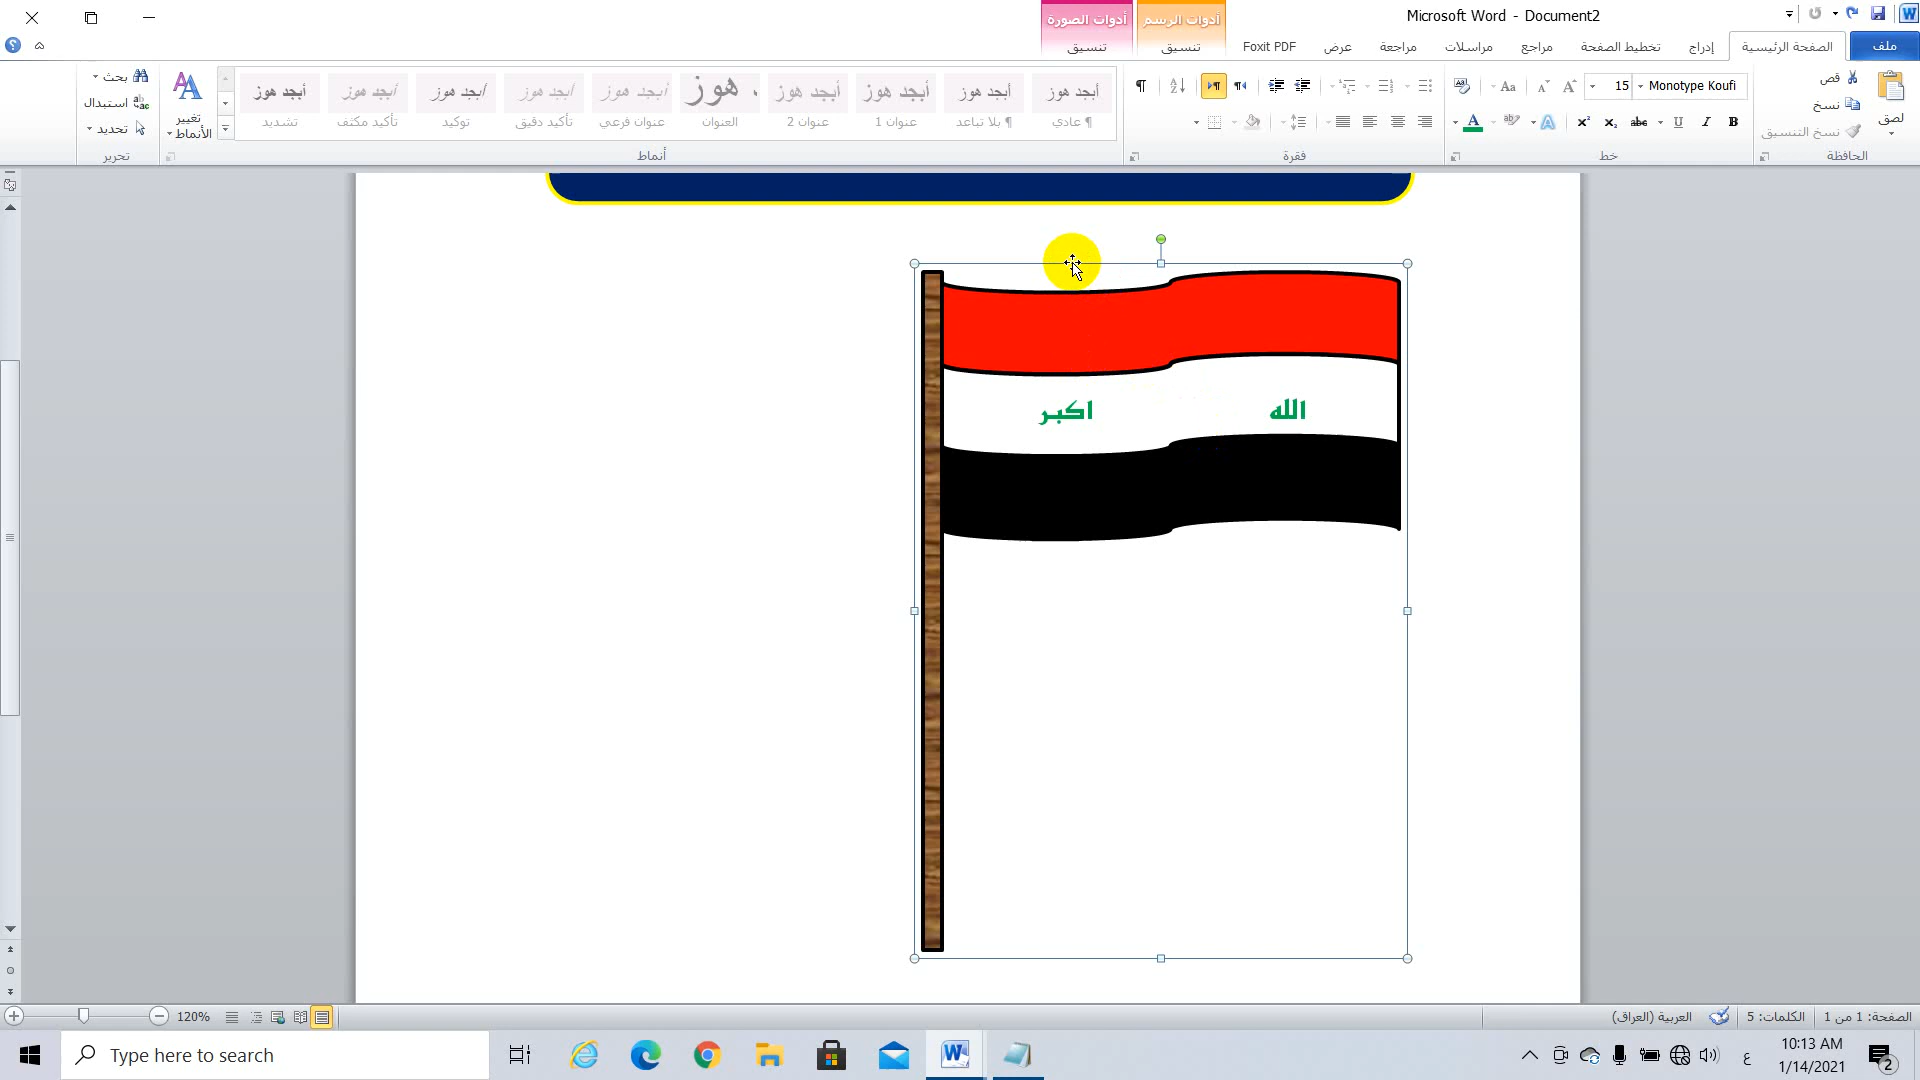 Microsoft Word - Document2
أدوات الرسم
أدوات الصورة
ملف
الصفحة الرئيسية
إدراج
تخطيط الصفحة
مراجع
مراسلات
مراجعة
عرض
Foxit PDF
تنسيق
تنسيق
لصق
قص
نسخ
نسخ التنسيق
الحافظة
Monotype Koufi
15
خط
فقرة
أبجد هوز
¶ عادي
أبجد هوز
¶ بلا تباعد
أبجد هوز
عنوان 1
أبجد هوز
عنوان 2
هوز
العنوان
أبجد هوز
عنوان فرعي
أبجد هوز
تأكيد دقيق
أبجد هوز
توكيد
أبجد هوز
تأكيد مكثف
أبجد هوز
تشديد
أنماط
تغيير
الأنماط
بحث
استبدال
تحديد
تحرير
الله اكبر
الصفحة: 1 من 1
الكلمات: 5
العربية (العراق)
120%
Type here to search
ع
10:13 AM
1/14/2021
2